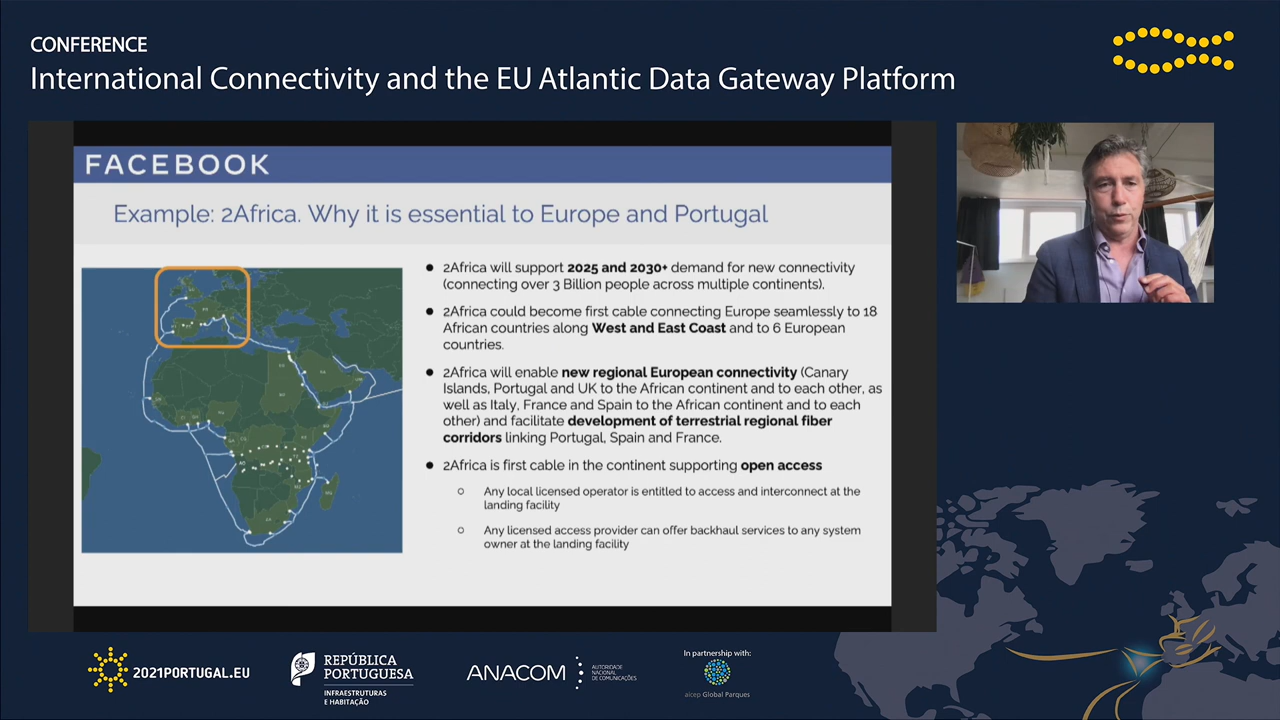 CONFERENCE
International Connectivity and the EU Atlantic Data Gateway Platform
FACEBOOK
Example: 2Africa. Why it is essential to Europe and Portugal
● 2Africa will support 2025 and 2030+ demand for new connectivity
(connecting over 3 Billion people across multiple continents).
● 2Africa could become first cable connecting Europe seamlessly to 18
African countries along West and East Coast and to 6 European
countries.
● 2Africa will enable new regional European connectivity (Canary
Islands, Portugal and UK to the African continent and to each other, as
well as Italy, France and Spain to the African continent and to each
other) and facilitate development of terrestrial regional fiber
corridors linking Portugal, Spain and France.
● 2Africa is first cable in the continent supporting open access
○ Any local licensed operator is entitled to access and interconnect at the
landing facility
○ Any licensed access provider can offer backhaul services to any system
owner at the landing facility
2021PORTUGAL.EU
REPÚBLICA
PORTUGUESA
INFRAESTRUTURAS
E HABITAÇÃO
ANACOM
AUTORIDADE
NACIONAL
DE COMUNICAÇÕES
In partnership with:
aicep Global Parques